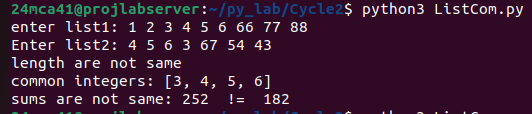 24mca41@projlabserver:~/py_lab/Cycle2$ python3 ListCom.py
enter list1: 1 2 3 4 5 6 66 77 88
Enter list2: 4 5 6 3 67 54 43
length are not same
common integers: [3, 4, 5, 6]
sums are not same: 252  !=  182